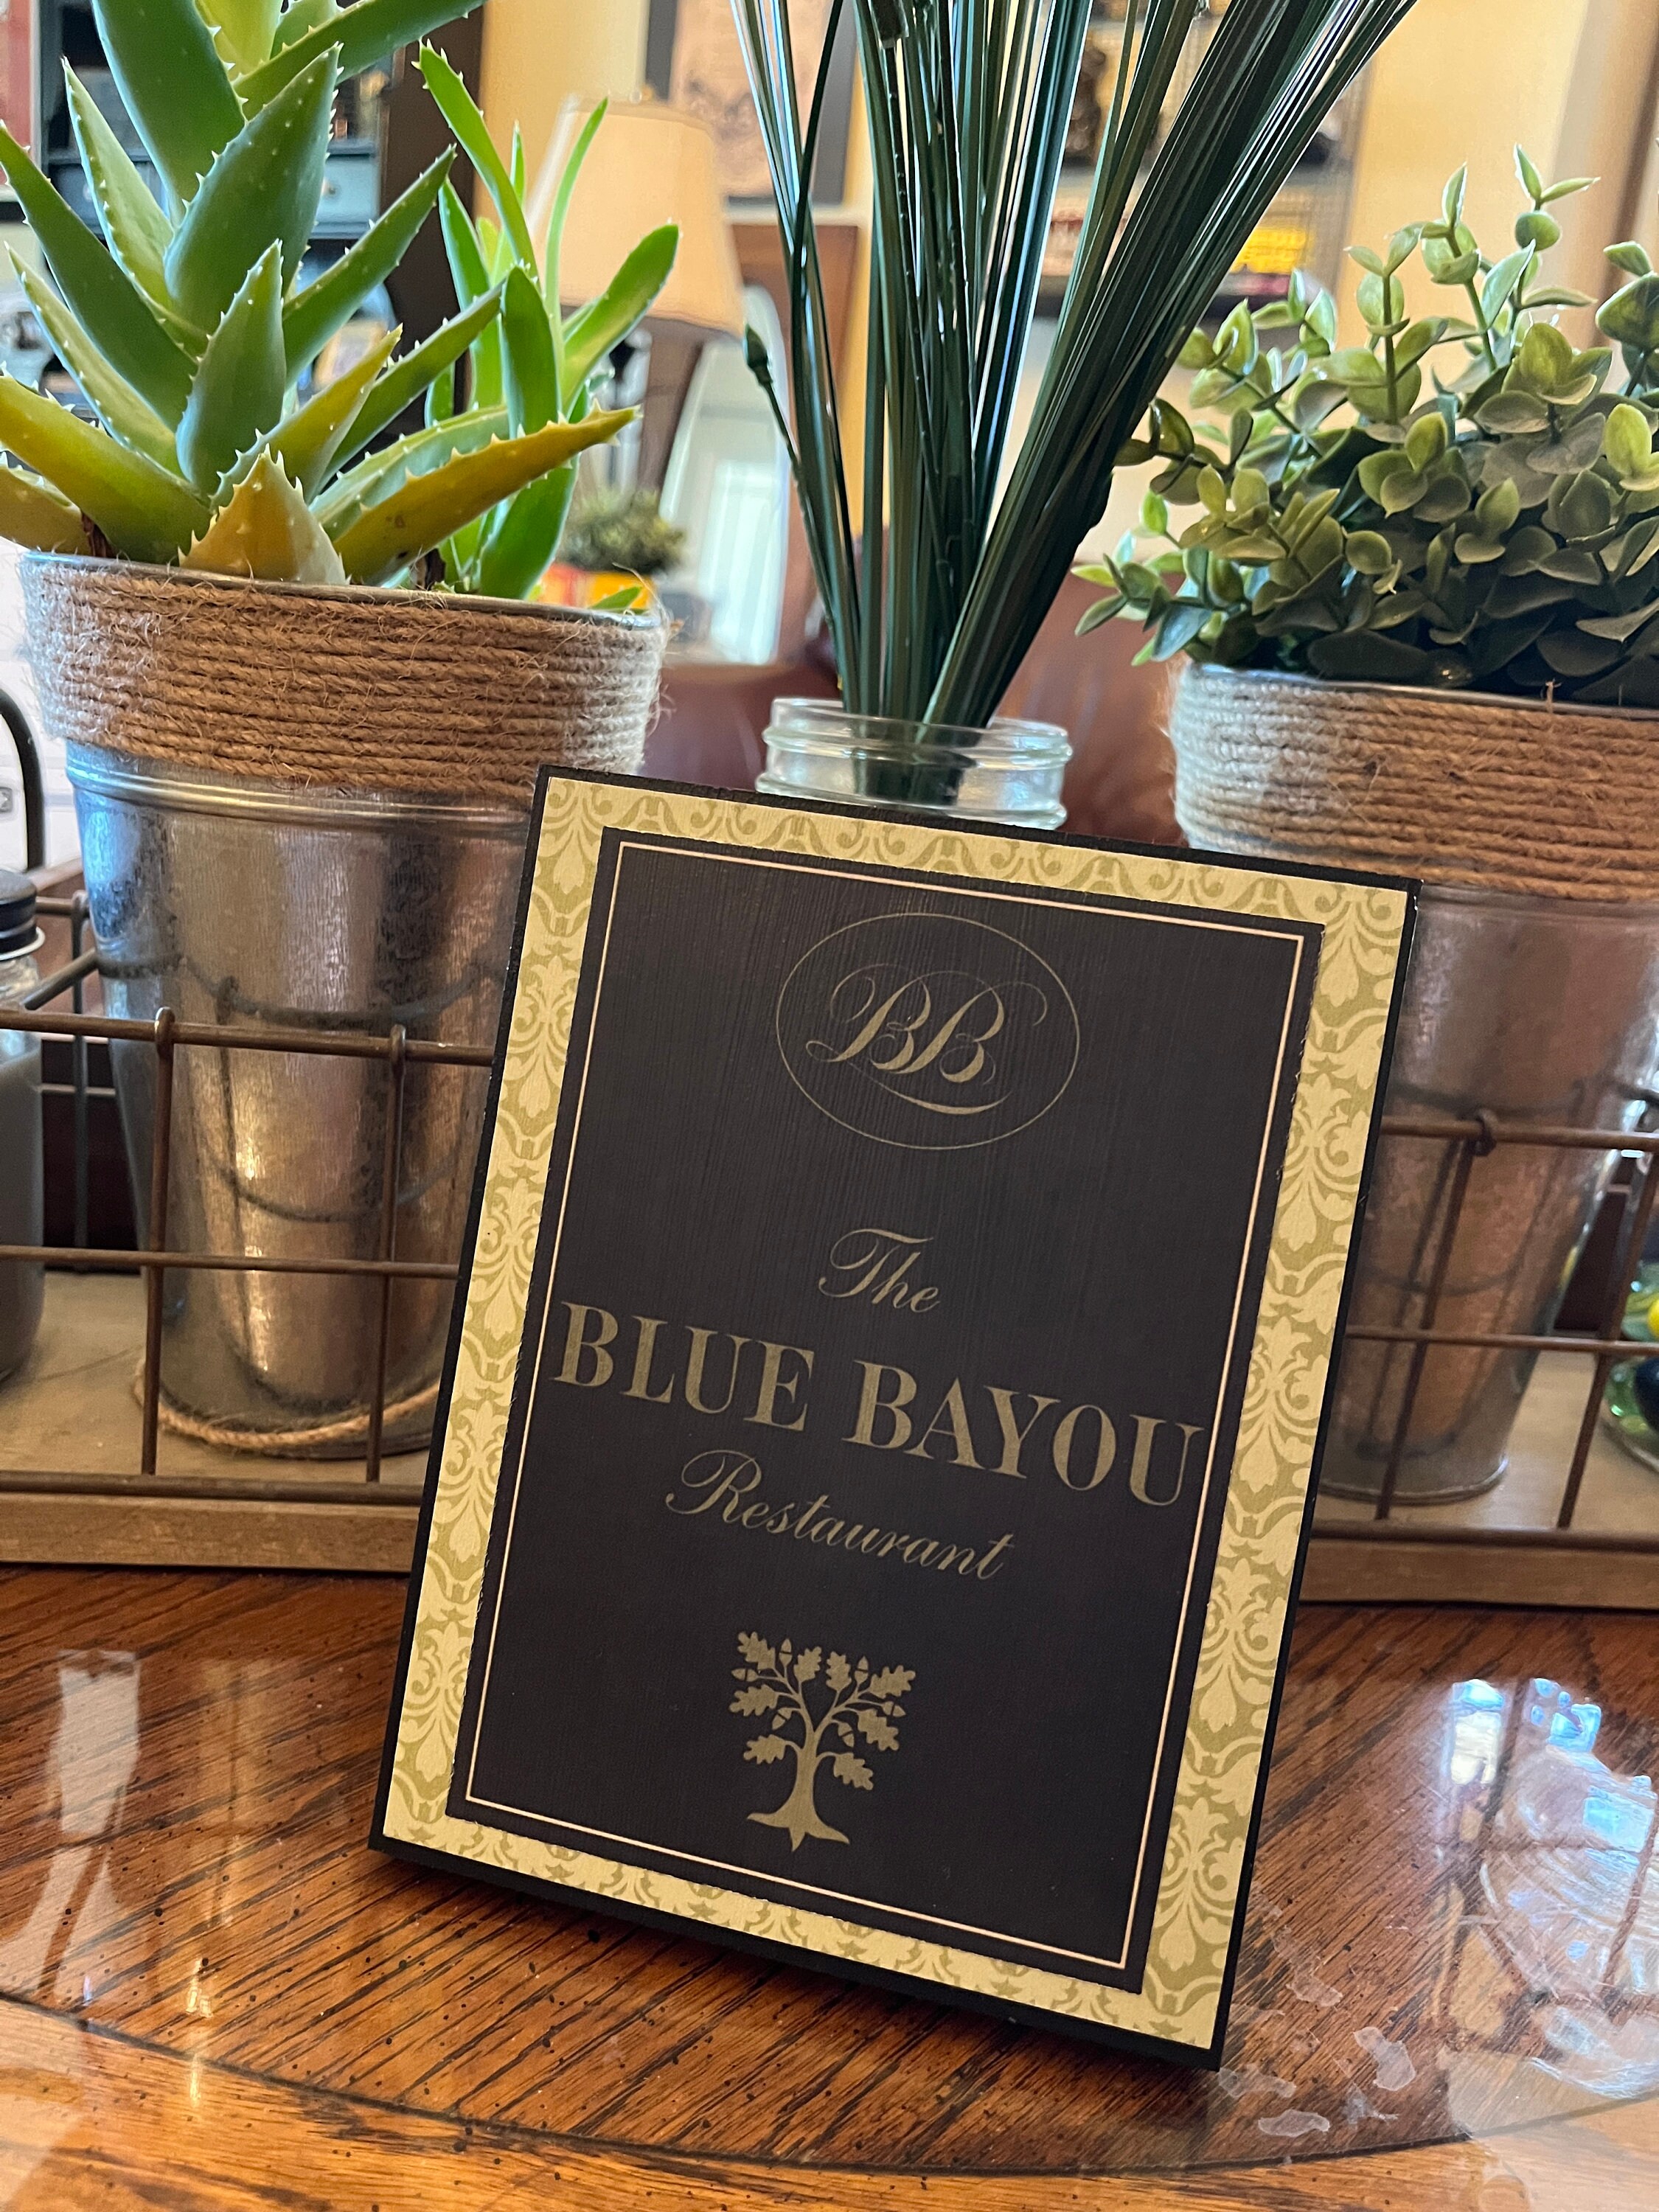 BB
The
BLUE BAYOU
Restaurant